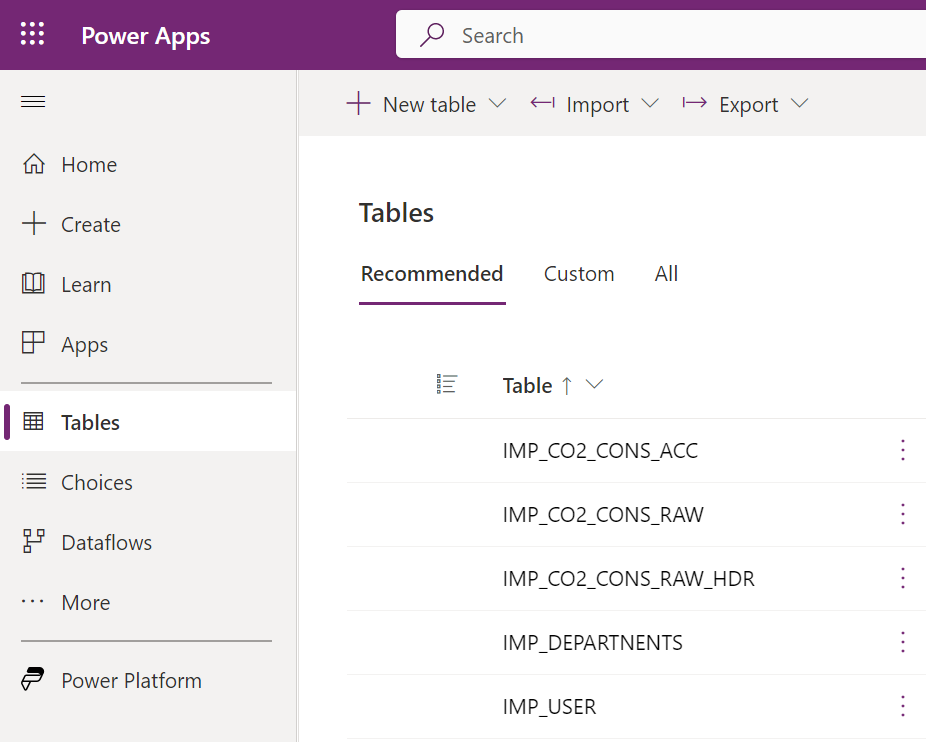 Power Apps
Search
New table
Import
Export
Home
Create
Learn
Apps
Tables
Choices
Dataflows
More
Power Platform
Tables
Recommended Custom All
Table
IMP_CO2_CONS_ACC
IMP_CO2_CONS_RAW
IMP_CO2_CONS_RAW_HDR
IMP_DEPARTNENTS
IMP_USER